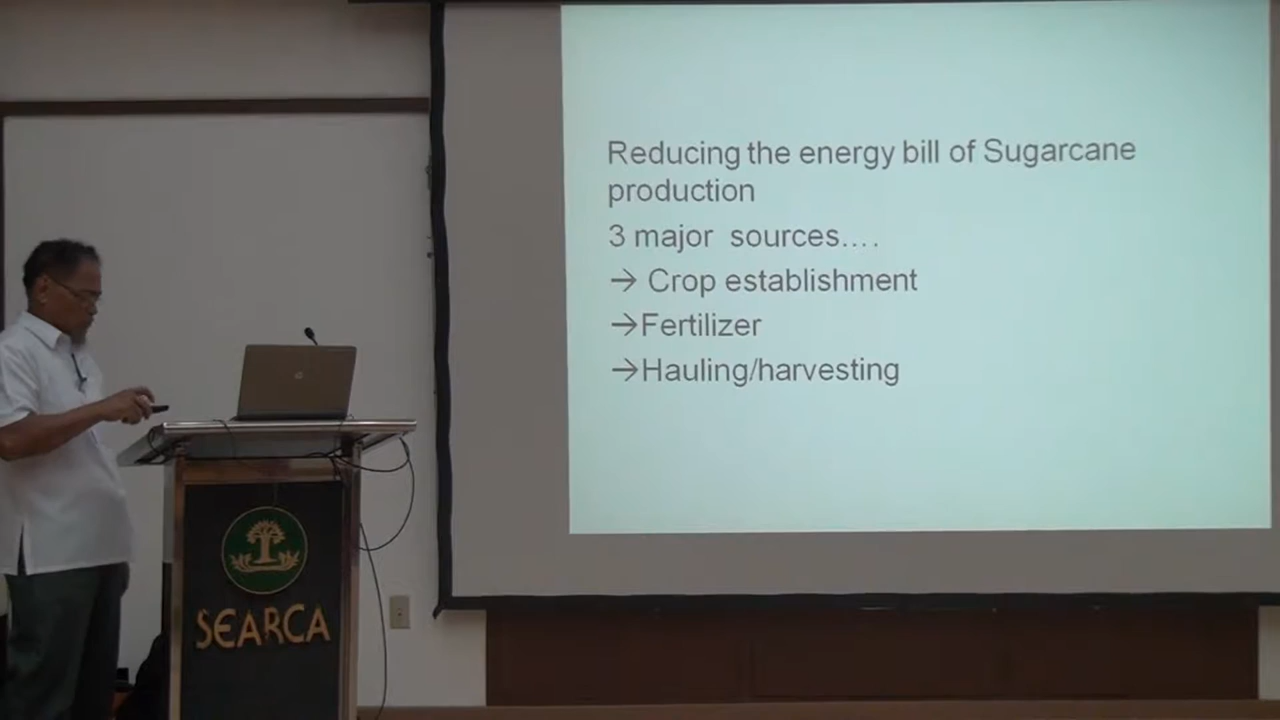 Reducing the energy bill of Sugarcane
production
3 major sources....
→ Crop establishment
→Fertilizer
→Hauling/harvesting
SEARCA